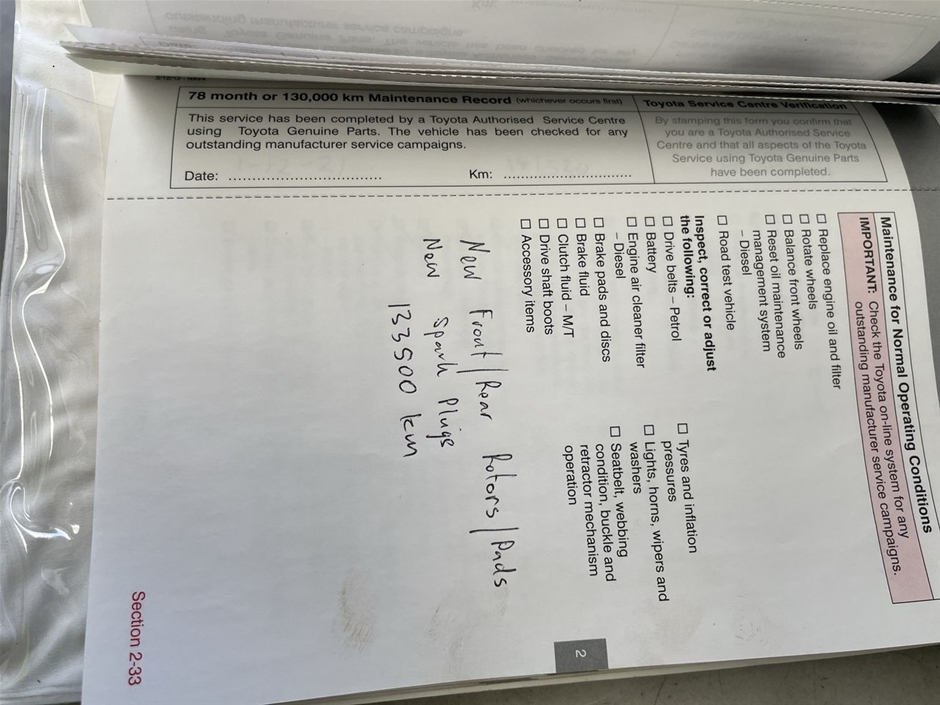 78 month or 130,000 km Maintenance Record (whichever occurs first)
This service has been completed by a Toyota Authorised Service Centre
using Toyota Genuine Parts. The vehicle has been checked for any
outstanding manufacturer service campaigns.
Date: ................................
Km: ................................
Toyota Service Centre Verification
By stamping this form you confirm that
you are a Toyota Authorised Service
Centre and that all aspects of the Toyota
Service using Toyota Genuine Parts
have been completed.
Maintenance for Normal Operating Conditions
IMPORTANT: Check the Toyota on-line system for any
outstanding manufacturer service campaigns.
☐ Replace engine oil and filter
☐ Rotate wheels
☐ Balance front wheels
☐ Reset oil maintenance
management system
– Diesel
☐ Road test vehicle
Inspect, correct or adjust
the following:
☐ Drive belts – Petrol
☐ Battery
☐ Engine air cleaner filter
– Diesel
☐ Brake pads and discs
☐ Brake fluid
☐ Clutch fluid – M/T
☐ Drive shaft boots
☐ Accessory items
☐ Tyres and inflation
pressures
☐ Lights, horns, wipers and
washers
☐ Seatbelt, webbing
condition, buckle and
retractor mechanism
operation
New Front/Rear Rotors/Pads
New Spark Plugs
133500 km
2
Section 2-33